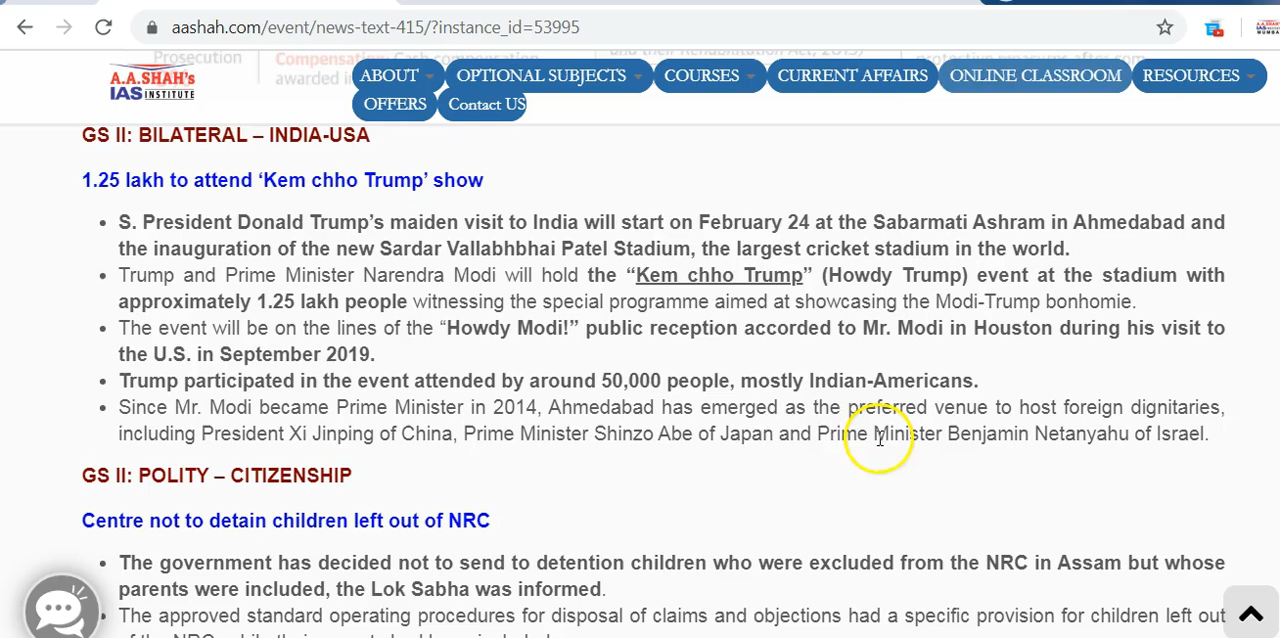 aashah.com/event/news-text-415/?instance_id=53995
Prosecution
Compensation
awarded in
A.A.SHAH's
IAS INSTITUTE
ABOUT OPTIONAL SUBJECTS COURSES CURRENT AFFAIRS ONLINE CLASSROOM RESOURCES
OFFERS Contact US
GS II: BILATERAL – INDIA-USA
1.25 lakh to attend ‘Kem chho Trump’ show
• S. President Donald Trump’s maiden visit to India will start on February 24 at the Sabarmati Ashram in Ahmedabad and
the inauguration of the new Sardar Vallabhbhai Patel Stadium, the largest cricket stadium in the world.
• Trump and Prime Minister Narendra Modi will hold the “Kem chho Trump” (Howdy Trump) event at the stadium with
approximately 1.25 lakh people witnessing the special programme aimed at showcasing the Modi-Trump bonhomie.
• The event will be on the lines of the “Howdy Modi!” public reception accorded to Mr. Modi in Houston during his visit to
the U.S. in September 2019.
• Trump participated in the event attended by around 50,000 people, mostly Indian-Americans.
• Since Mr. Modi became Prime Minister in 2014, Ahmedabad has emerged as the preferred venue to host foreign dignitaries,
including President Xi Jinping of China, Prime Minister Shinzo Abe of Japan and Prime Minister Benjamin Netanyahu of Israel.
GS II: POLITY – CITIZENSHIP
Centre not to detain children left out of NRC
• The government has decided not to send to detention children who were excluded from the NRC in Assam but whose
parents were included, the Lok Sabha was informed.
• The approved standard operating procedures for disposal of claims and objections had a specific provision for children left out